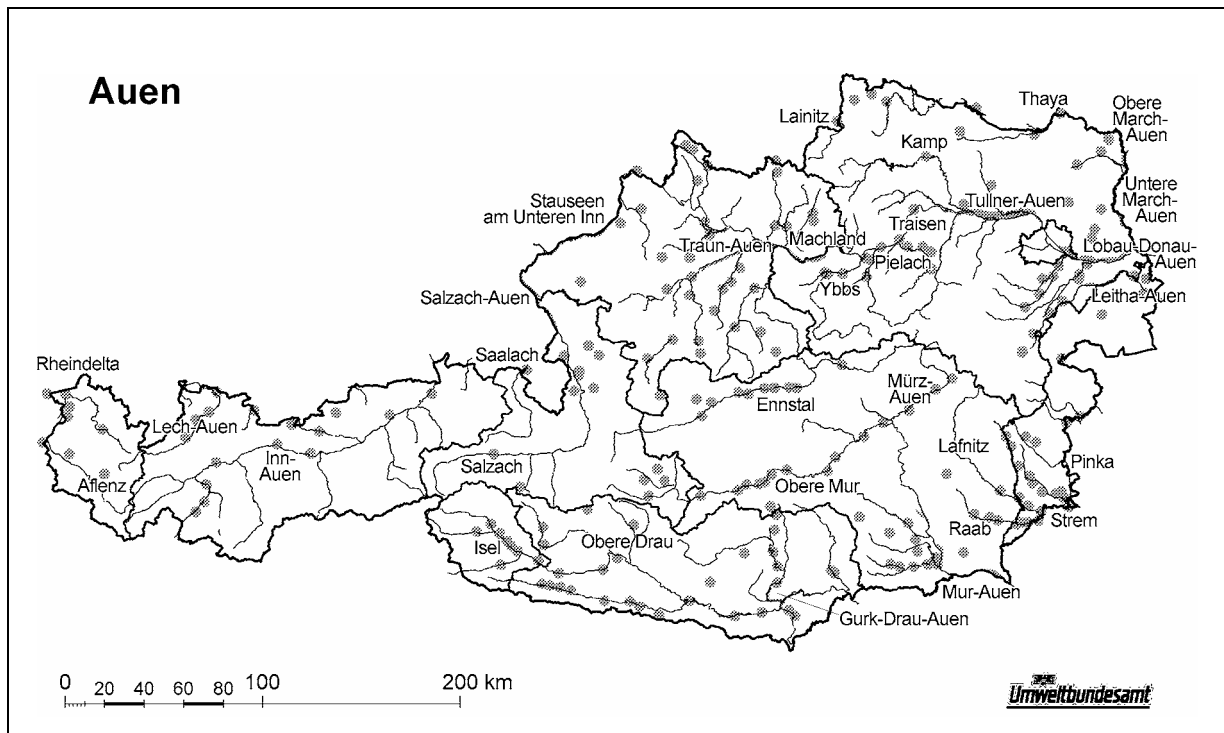 Auen
Thaya
Obere
March-
Auen
Lainitz
Kamp
Untere
March-
Auen
Stauseen
am Unteren Inn
Tullner-Auen
Traisen
Traun-Auen
Machland
Lobau-Donau-
Auen
Pielach
Ybbs
Leitha-Auen
Salzach-Auen
Rheindelta
Saalach
Mürz-
Auen
Ennstal
Lech-Auen
Inn-
Auen
Lafnitz
Pinka
Salzach
Aflenz
Obere Mur
Strem
Raab
Isel
Obere Drau
Mur-Auen
Gurk-Drau-Auen
0 20 40 60 80 100 200 km
Umweltbundesamt